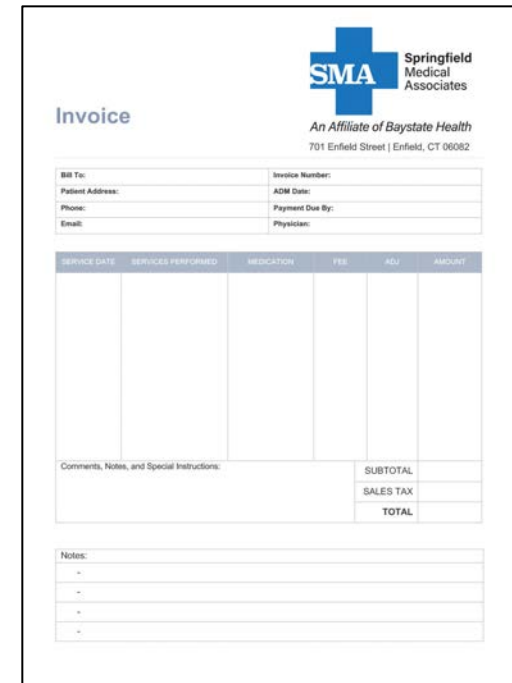 SMA
Springfield
Medical
Associates
Invoice
An Affiliate of Baystate Health
701 Enfield Street | Enfield, CT 06082
Bill To: Invoice Number:
Patient Address: ADM Date:
Phone: Payment Due By:
Email: Physician:
SERVICE DATE SERVICES PERFORMED MEDICATION FEE ADJ AMOUNT
Comments, Notes, and Special Instructions:
SUBTOTAL
SALES TAX
TOTAL
Notes:
-
-
-
-